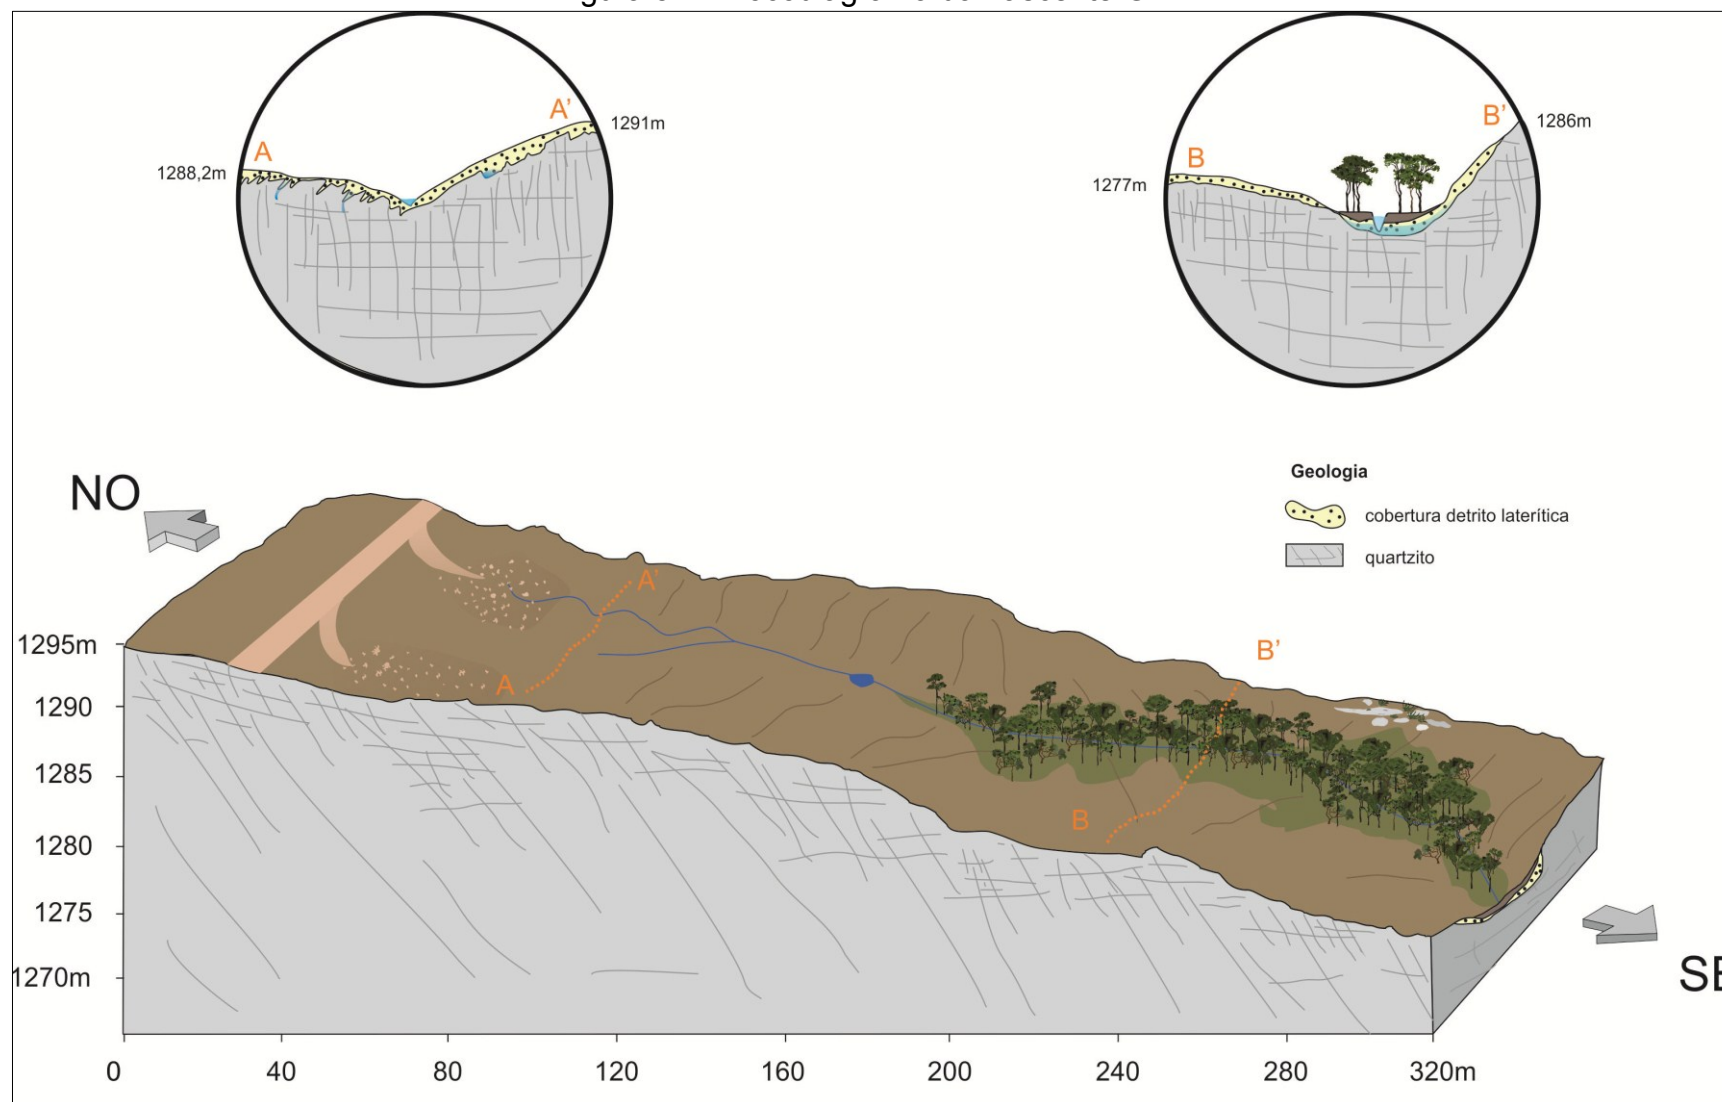 A
A'
1288,2m
1291m
B
B'
1277m
1286m
NO
Geologia
cobertura detrito laterítica
quartzito
A'
A
B'
B
1295m
1290
1285
1280
1275
1270m
0 40 80 120 160 200 240 280 320m